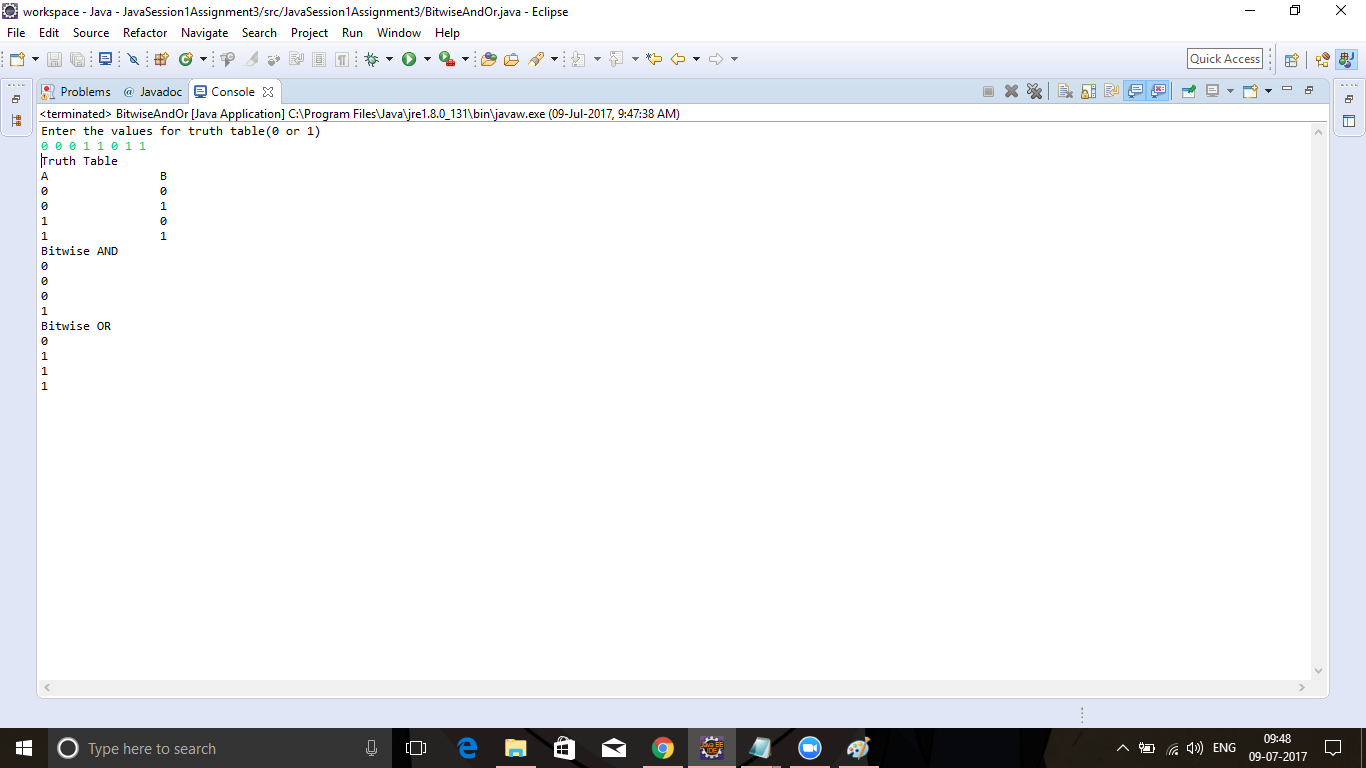 workspace - Java - JavaSession1Assignment3/src/JavaSession1Assignment3/BitwiseAndOr.java - Eclipse
File Edit Source Refactor Navigate Search Project Run Window Help
Quick Access
Problems @ Javadoc Console
<terminated> BitwiseAndOr [Java Application] C:\Program Files\Java\jre1.8.0_131\bin\javaw.exe (09-Jul-2017, 9:47:38 AM)
Enter the values for truth table(0 or 1)
0 0 0 1 1 0 1 1
Truth Table
A B
0 0
0 1
1 0
1 1
Bitwise AND
0
0
0
1
Bitwise OR
0
1
1
1
Type here to search
Java EE
IDE
ENG
09:48
09-07-2017